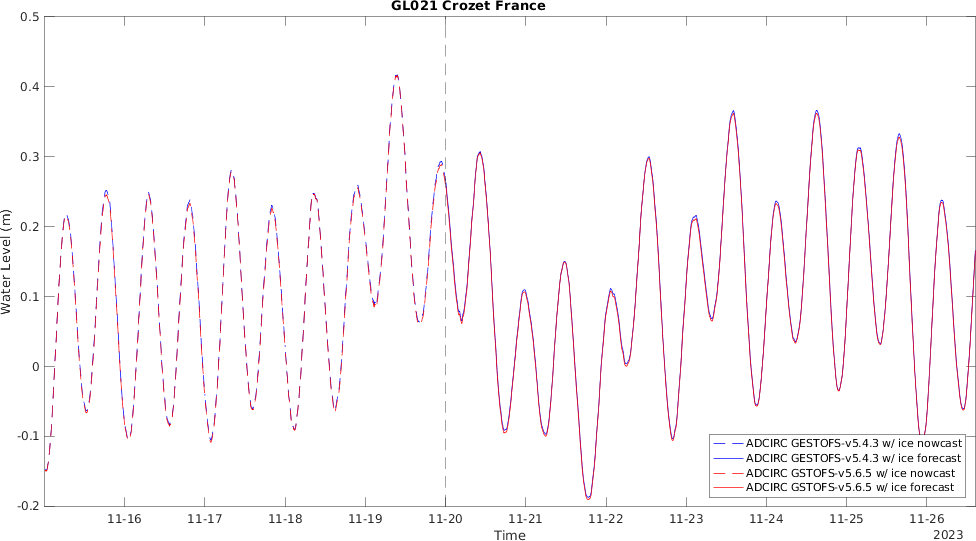 GL021 Crozet France
0.5
0.4
0.3
0.2
0.1
0
-0.1
-0.2
Water Level (m)
ADCIRC GESTOFS-v5.4.3 w/ ice nowcast
ADCIRC GESTOFS-v5.4.3 w/ ice forecast
ADCIRC GSTOFS-v5.6.5 w/ ice nowcast
ADCIRC GSTOFS-v5.6.5 w/ ice forecast
11-16 11-17 11-18 11-19 11-20 11-21 11-22 11-23 11-24 11-25 11-26
Time
2023